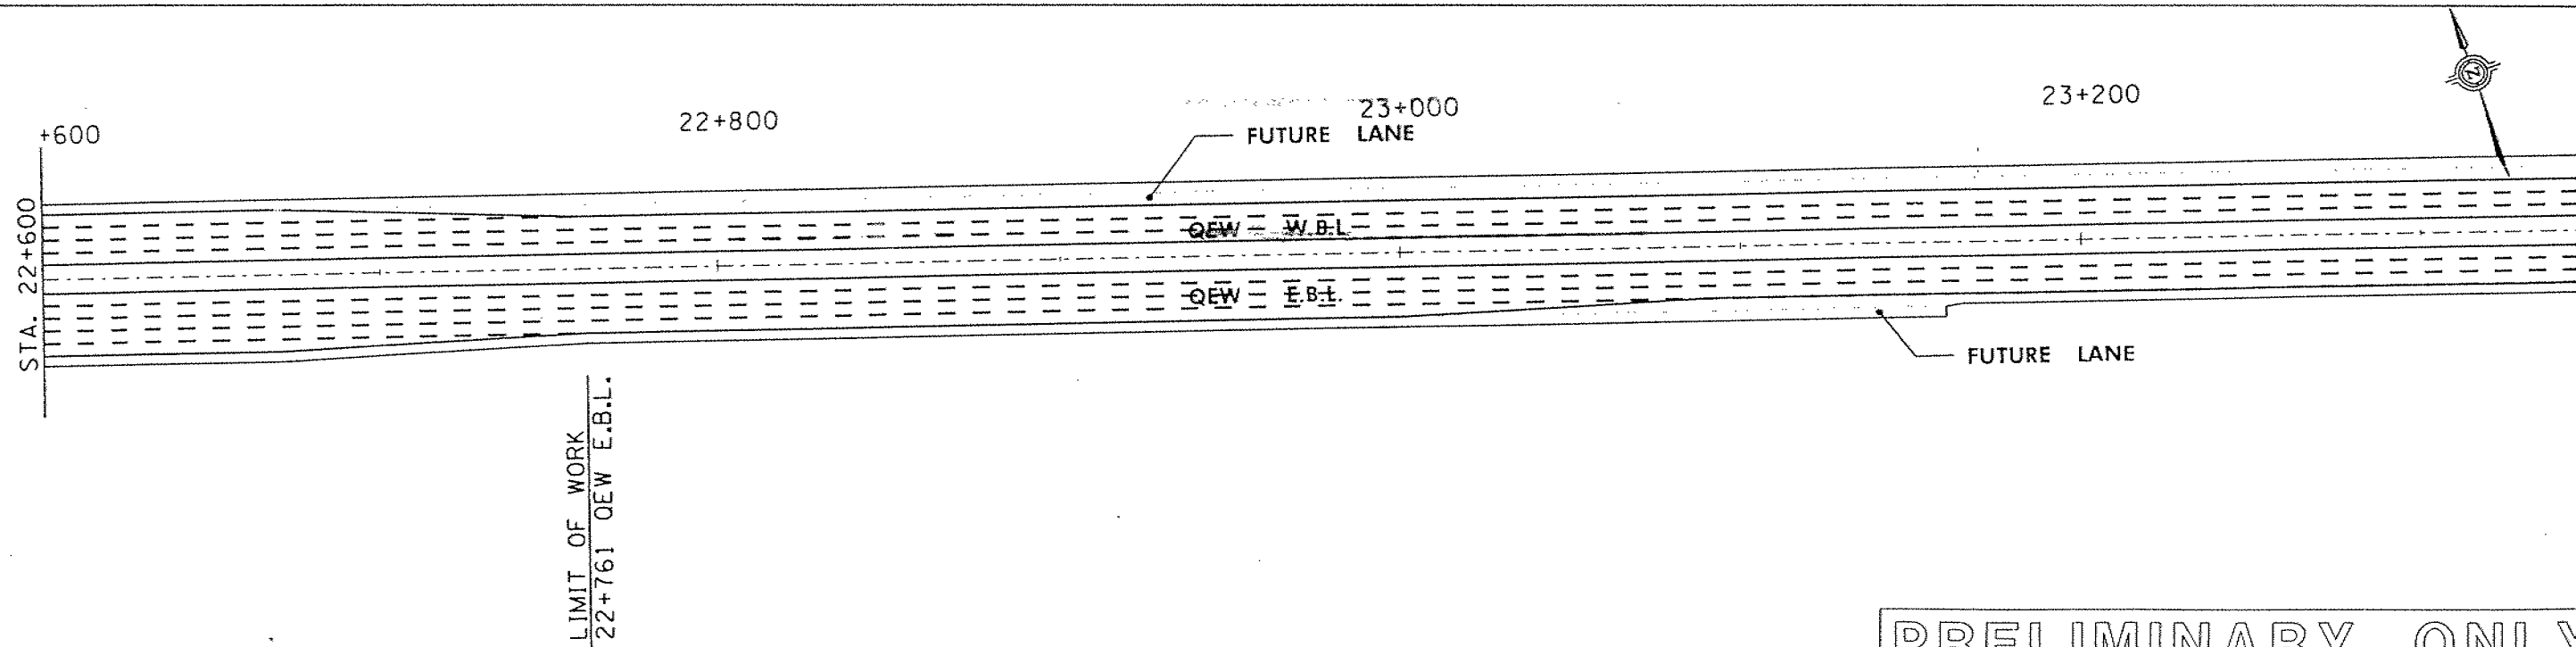 +600
22+800
23+000
23+200
FUTURE LANE
N
QEW W.B.L.
QEW E.B.L.
STA. 22+600
FUTURE LANE
LIMIT OF WORK
22+761 QEW E.B.L.
PRELIMINARY ONLY